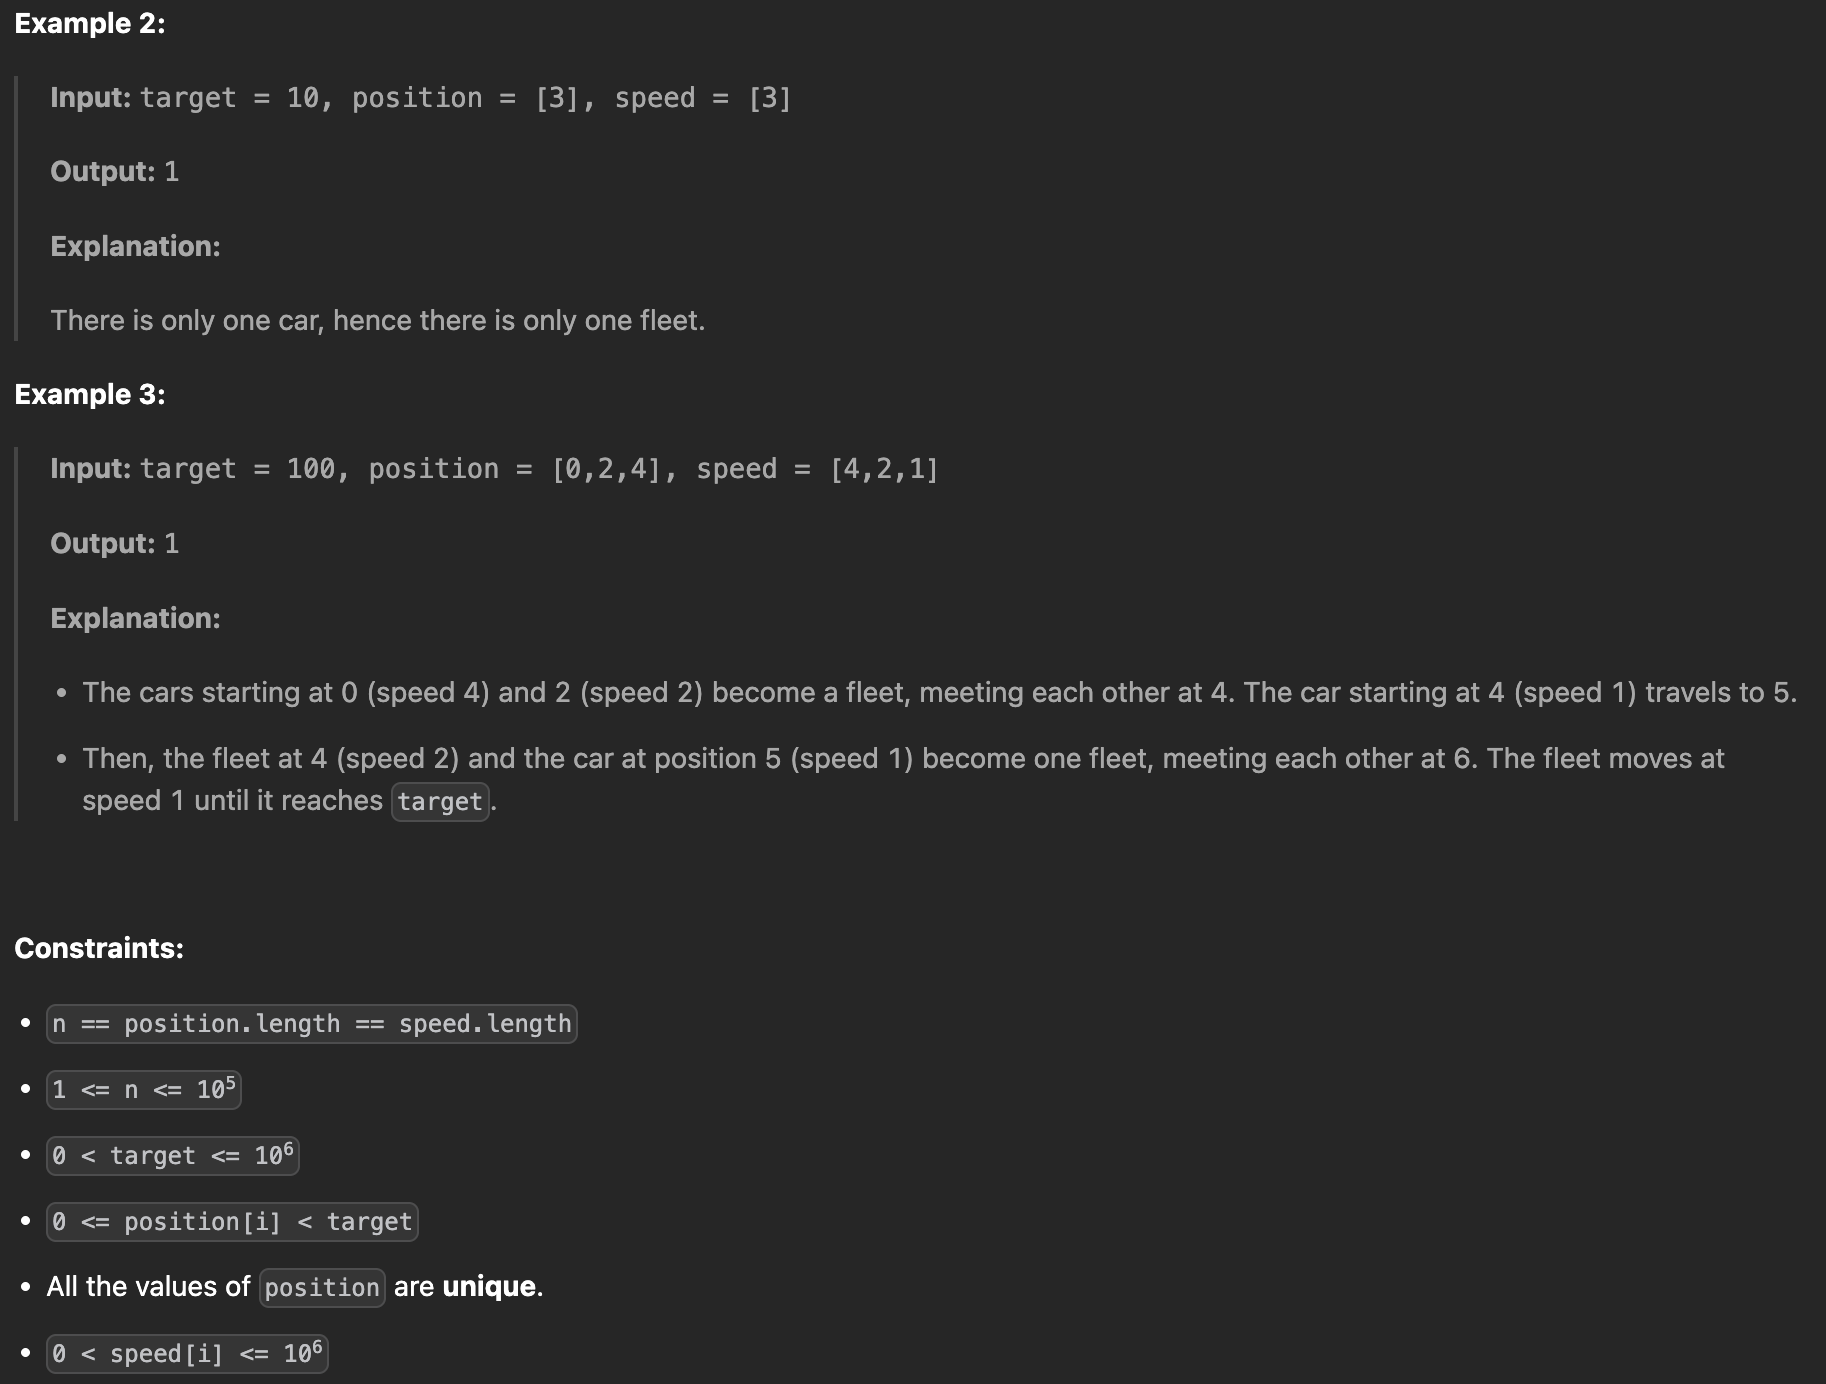 Example 2:
Input: target = 10, position = [3], speed = [3]
Output: 1
Explanation:
There is only one car, hence there is only one fleet.
Example 3:
Input: target = 100, position = [0,2,4], speed = [4,2,1]
Output: 1
Explanation:
• The cars starting at 0 (speed 4) and 2 (speed 2) become a fleet, meeting each other at 4. The car starting at 4 (speed 1) travels to 5.
• Then, the fleet at 4 (speed 2) and the car at position 5 (speed 1) become one fleet, meeting each other at 6. The fleet moves at
speed 1 until it reaches target.
Constraints:
• n == position.length == speed.length
• 1 <= n <= 10⁵
• 0 < target <= 10⁶
• 0 <= position[i] < target
• All the values of position are unique.
• 0 < speed[i] <= 10⁶